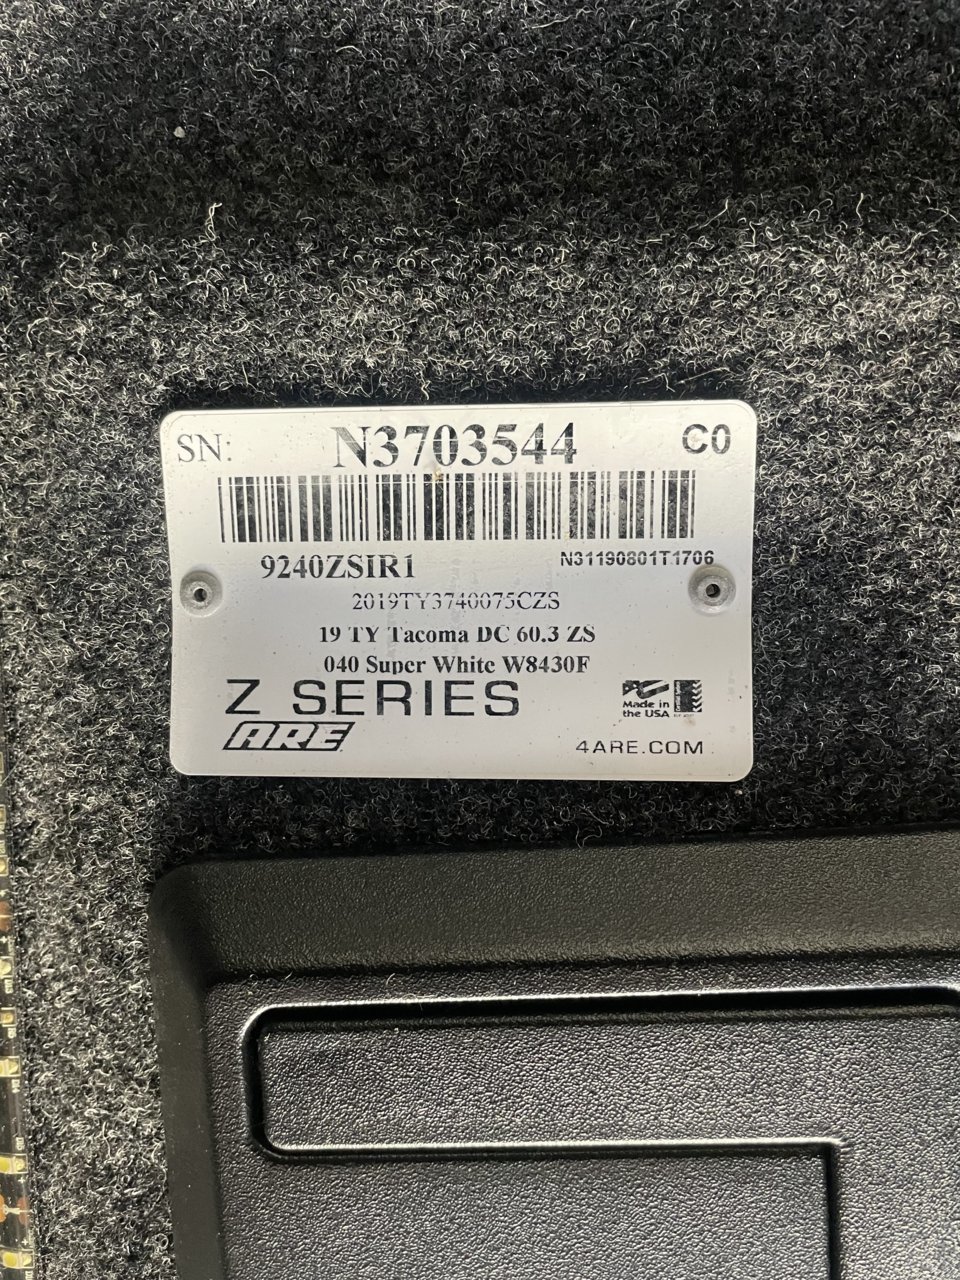 SN: N3703544 C0
9240ZSIR1 N31190801T1706
2019TY3740075CZS
19 TY Tacoma DC 60.3 ZS
040 Super White W8430F
Z SERIES
Made in
the USA
ARE 4ARE.COM